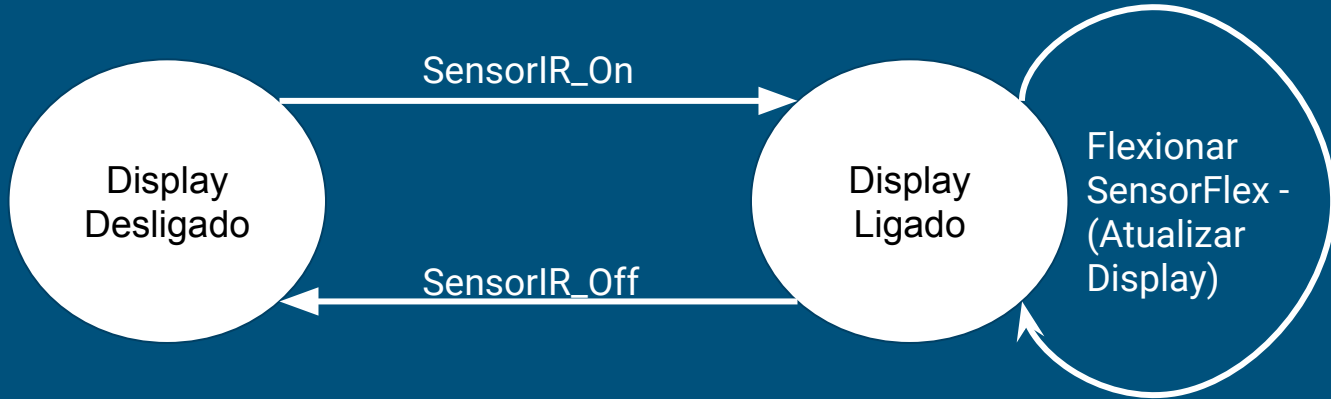 SensorIR_On
Display
Desligado
Display
Ligado
Flexionar
SensorFlex -
(Atualizar
Display)
SensorIR_Off